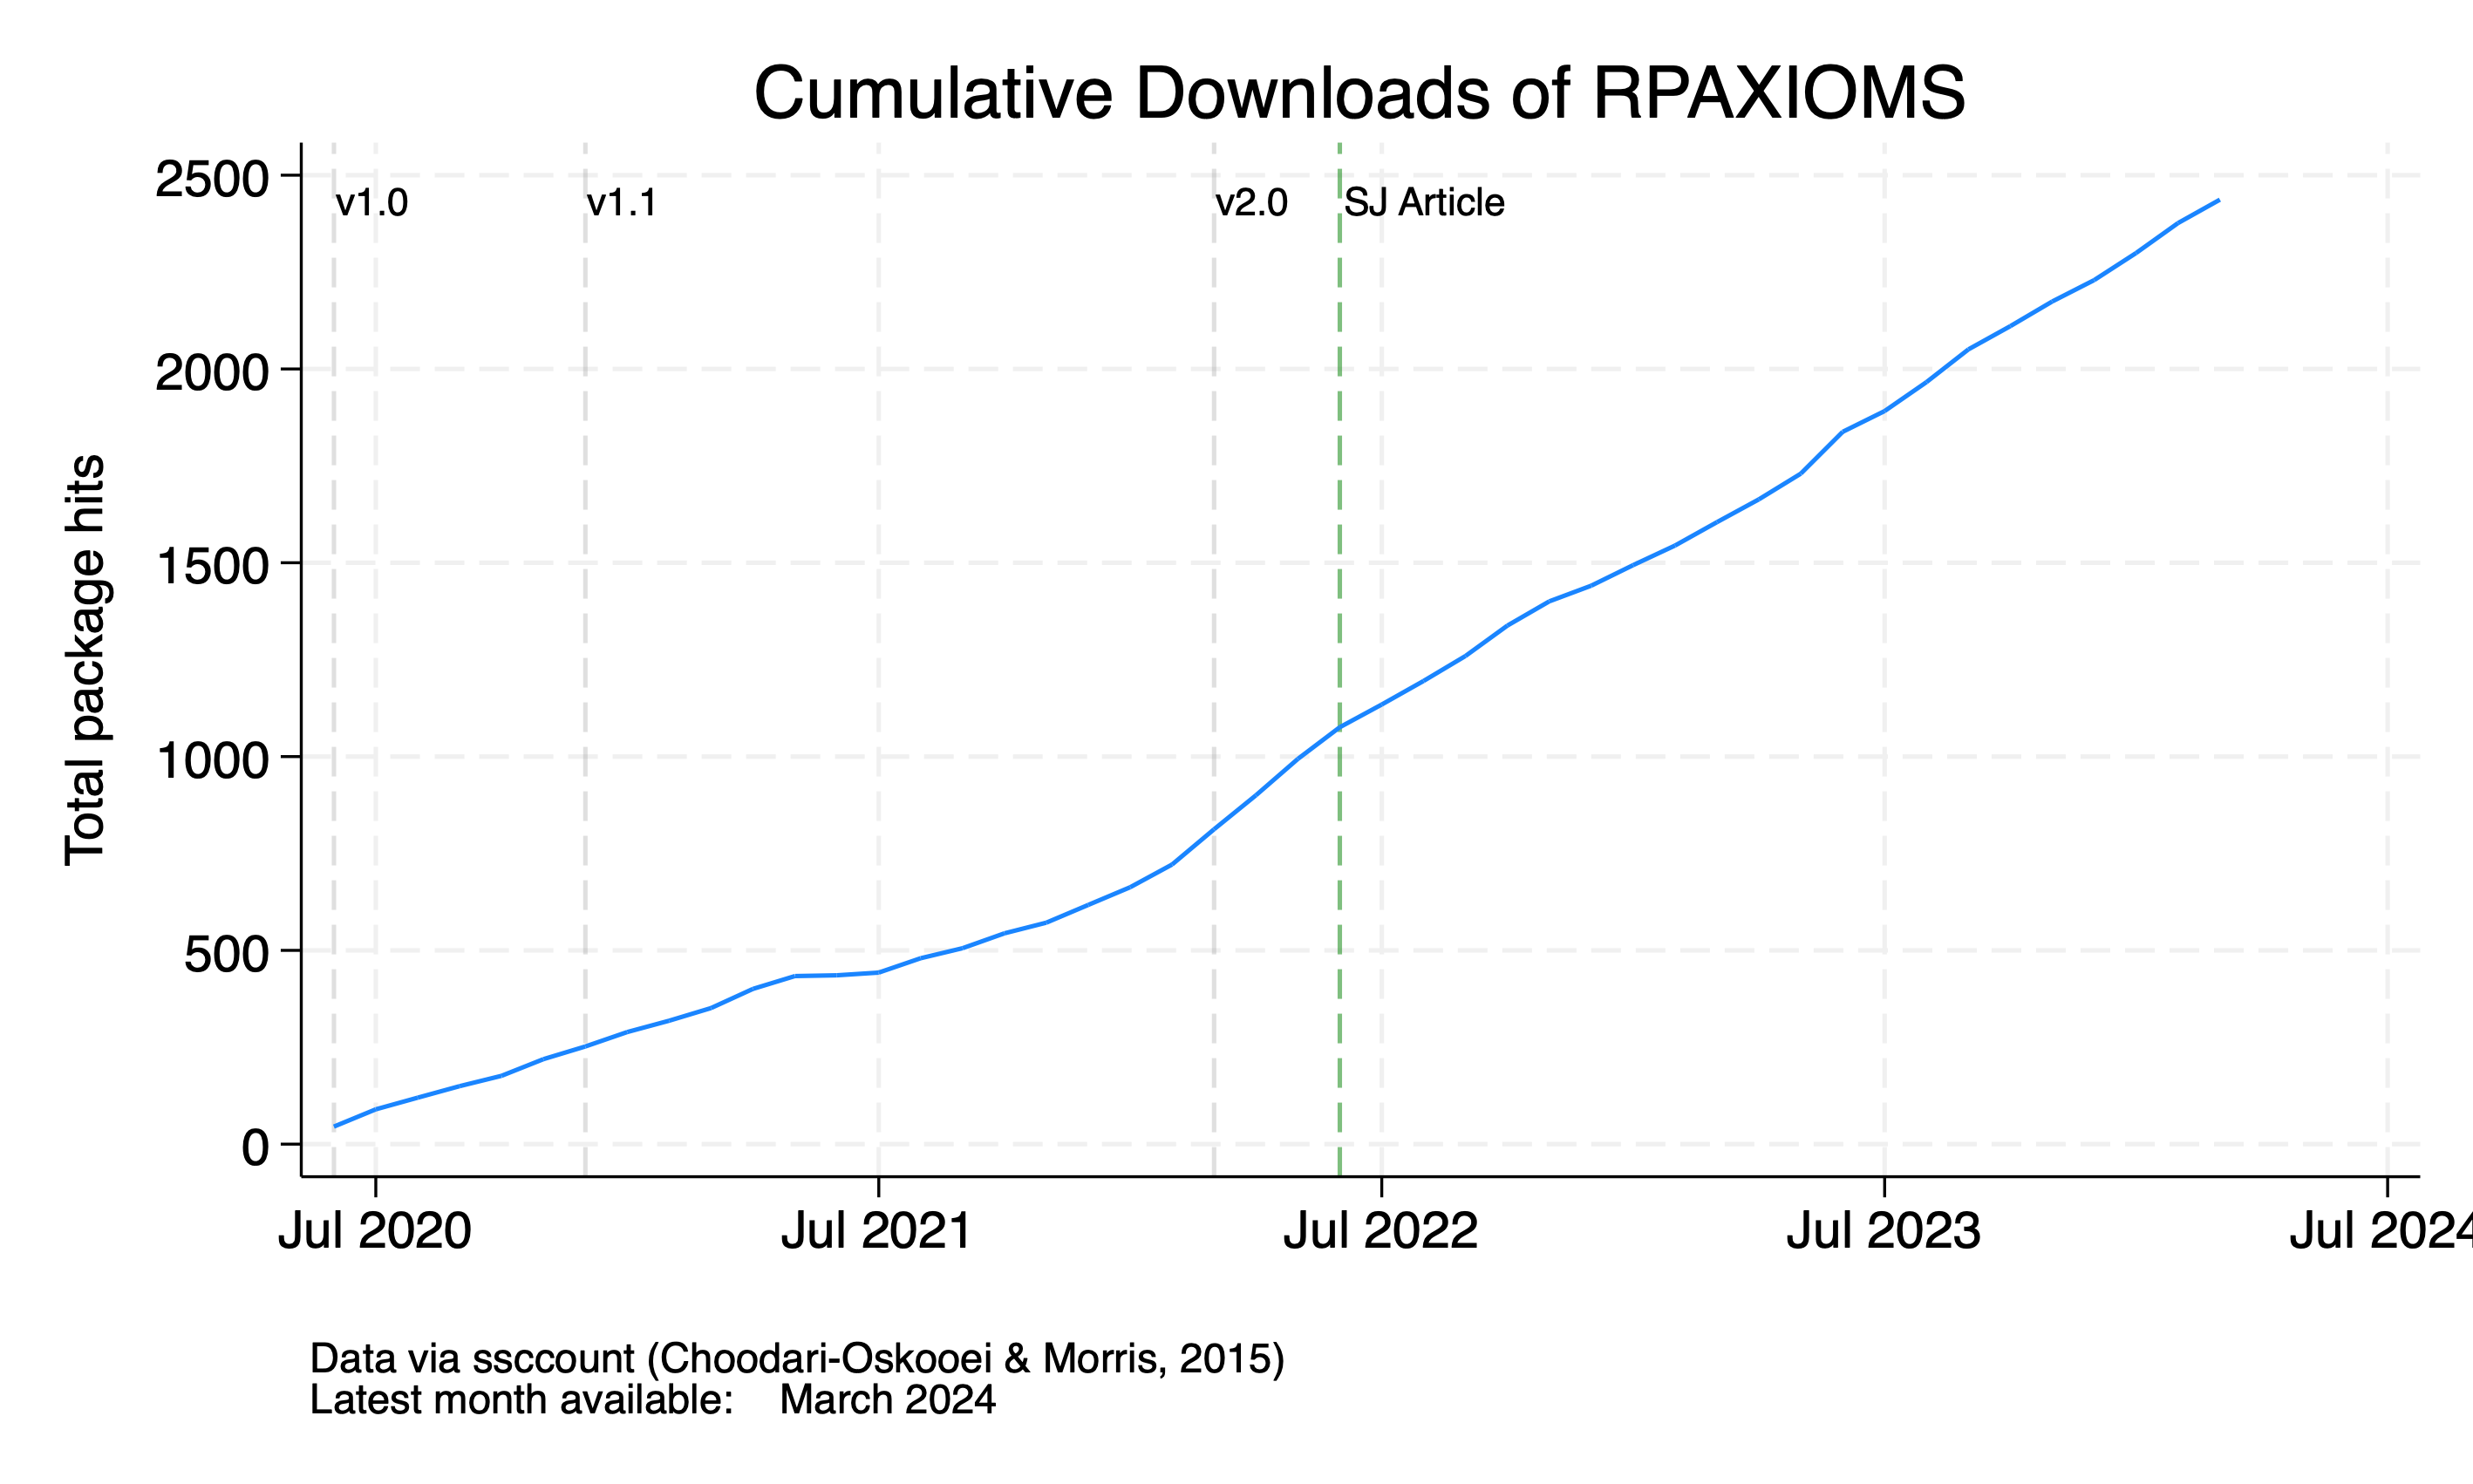 Cumulative Downloads of RPAXIOMS
Total package hits
2500
2000
1500
1000
500
0
v1.0
v1.1
v2.0
SJ Article
Jul 2020
Jul 2021
Jul 2022
Jul 2023
Jul 2024
Data via ssccount (Choodari-Oskooei & Morris, 2015)
Latest month available: March 2024